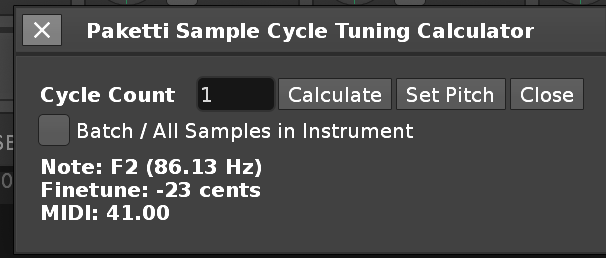 Paketti Sample Cycle Tuning Calculator
Cycle Count 1 Calculate Set Pitch Close
Batch / All Samples in Instrument
Note: F2 (86.13 Hz)
Finetune: -23 cents
MIDI: 41.00